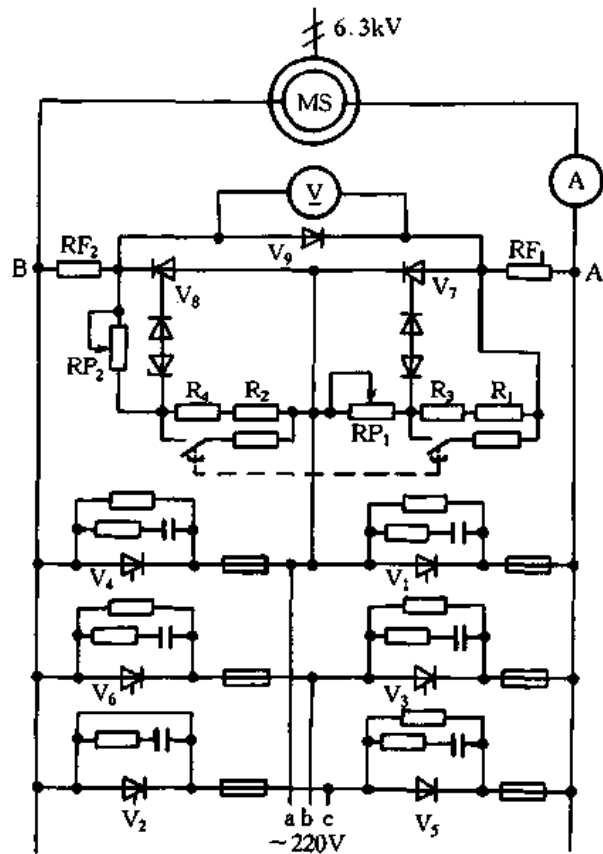 6.3kV
MS
A
V
B RF₂ V₉ RF₁ A
V₈ V₇
RP₂
R₄ R₂ R₃ R₁
RP₁
V₄ V₁
V₆ V₃
V₂ a b c V₅
~220V